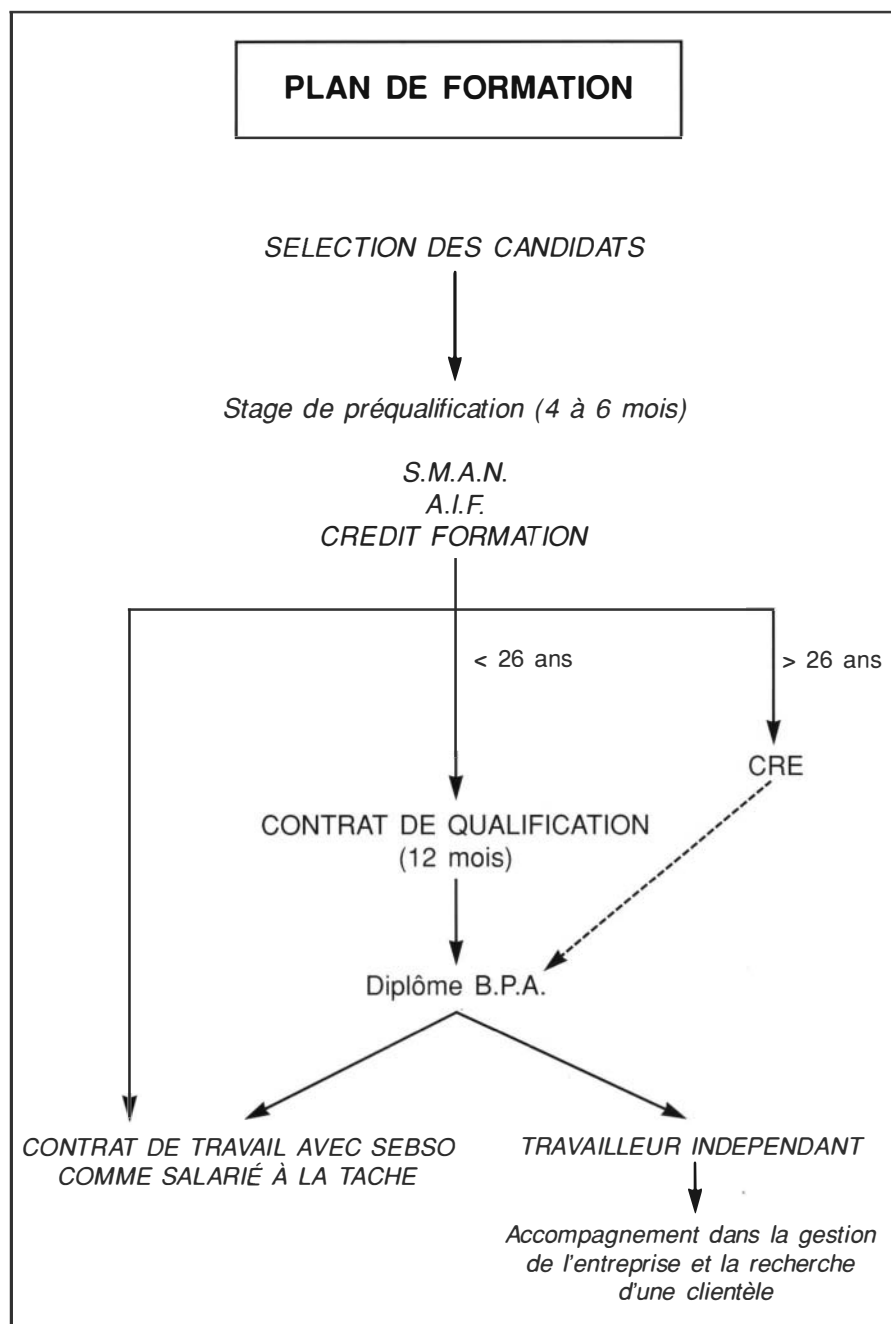 PLAN DE FORMATION
SELECTION DES CANDIDATS
Stage de préqualification (4 à 6 mois)
S.M.A.N.
A.I.F.
CREDIT FORMATION
< 26 ans
> 26 ans
CRE
CONTRAT DE QUALIFICATION
(12 mois)
Diplôme B.P.A.
CONTRAT DE TRAVAIL AVEC SEBSO
COMME SALARIÉ À LA TACHE
TRAVAILLEUR INDEPENDANT
Accompagnement dans la gestion
de l'entreprise et la recherche
d'une clientèle